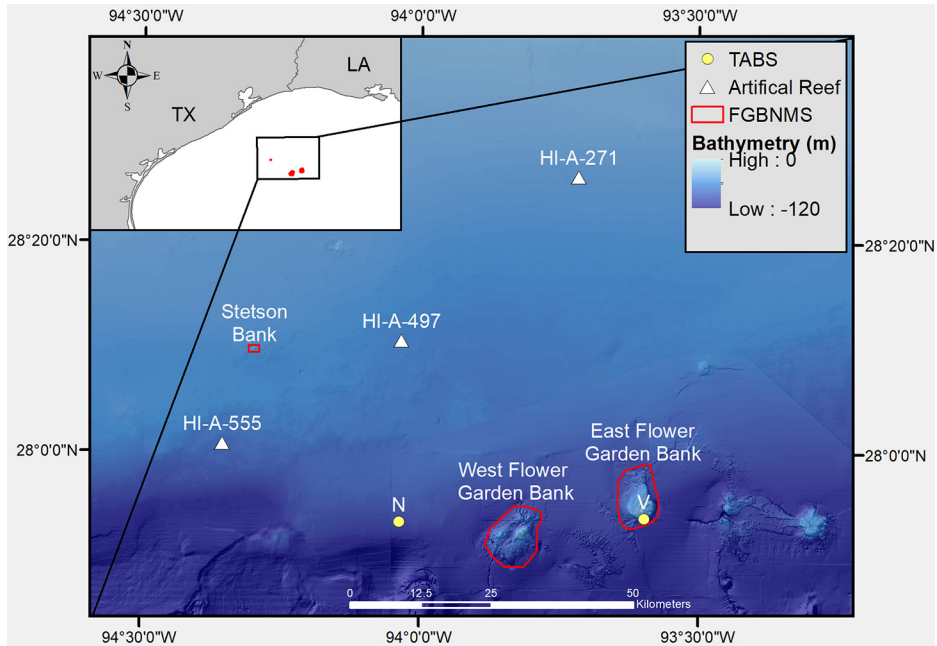 94°30'0"W
94°0'0"W
93°30'0"W
N
W
E
S
LA
TX
TABS
Artifical Reef
FGBNMS
Bathymetry (m)
High : 0
Low : -120
HI-A-271
28°20'0"N
28°20'0"N
Stetson
Bank
HI-A-497
HI-A-555
28°0'0"N
28°0'0"N
East Flower
Garden Bank
West Flower
Garden Bank
N
V
0
12.5
25
50
Kilometers
94°30'0"W
94°0'0"W
93°30'0"W